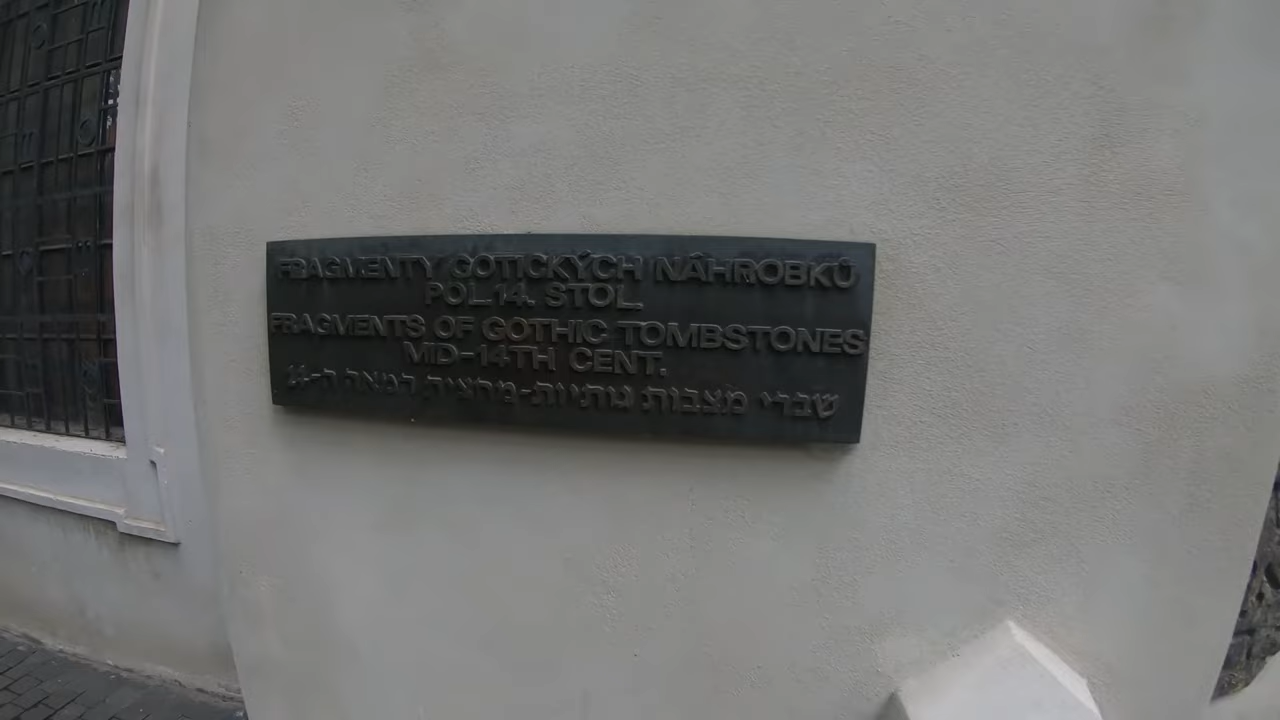 FRAGMENTY GOTICKÝCH NÁHROBKŮ
POL.14. STOL.
FRAGMENTS OF GOTHIC TOMBSTONES
MID-14TH CENT.
שברי מצבות גותיות-מחצית המאה ה-14